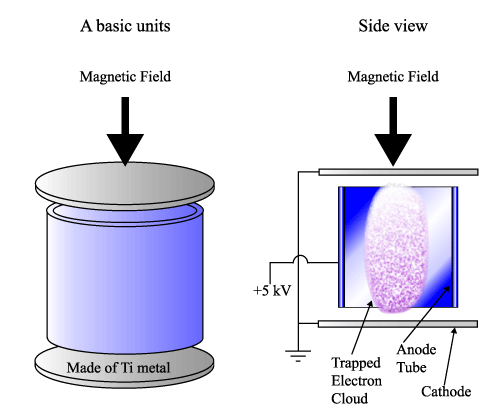 A basic units
Side view
Magnetic Field
Magnetic Field
+5 kV
Made of Ti metal
Trapped
Electron
Cloud
Anode
Tube
Cathode